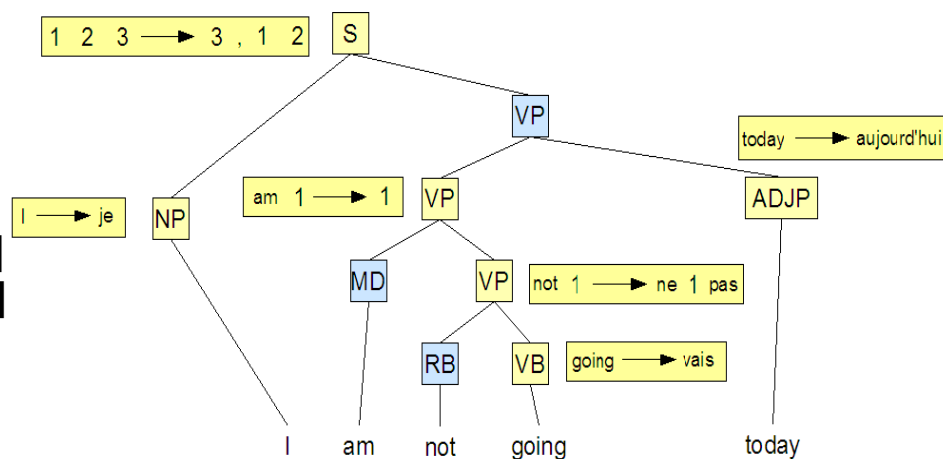 1 2 3 → 3 , 1 2 S
VP
today → aujourd'hui
I → je NP am 1 → 1 VP ADJP
MD VP not 1 → ne 1 pas
RB VB going → vais
I am not going today